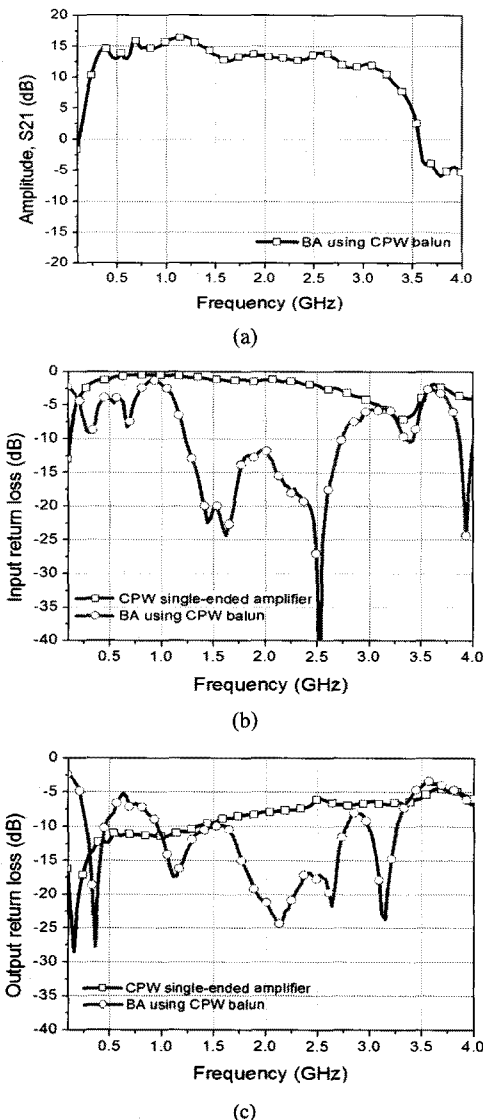 20
15
10
5
0
-5
-10
-15
-20
Amplitude, S21 (dB)
BA using CPW balun
0.5 1.0 1.5 2.0 2.5 3.0 3.5 4.0
Frequency (GHz)
(a)
0
-5
-10
-15
-20
-25
-30
-35
-40
Input return loss (dB)
CPW single-ended amplifier
BA using CPW balun
0.5 1.0 1.5 2.0 2.5 3.0 3.5 4.0
Frequency (GHz)
(b)
0
-5
-10
-15
-20
-25
-30
-35
-40
Output return loss (dB)
CPW single-ended amplifier
BA using CPW balun
0.5 1.0 1.5 2.0 2.5 3.0 3.5 4.0
Frequency (GHz)
(c)